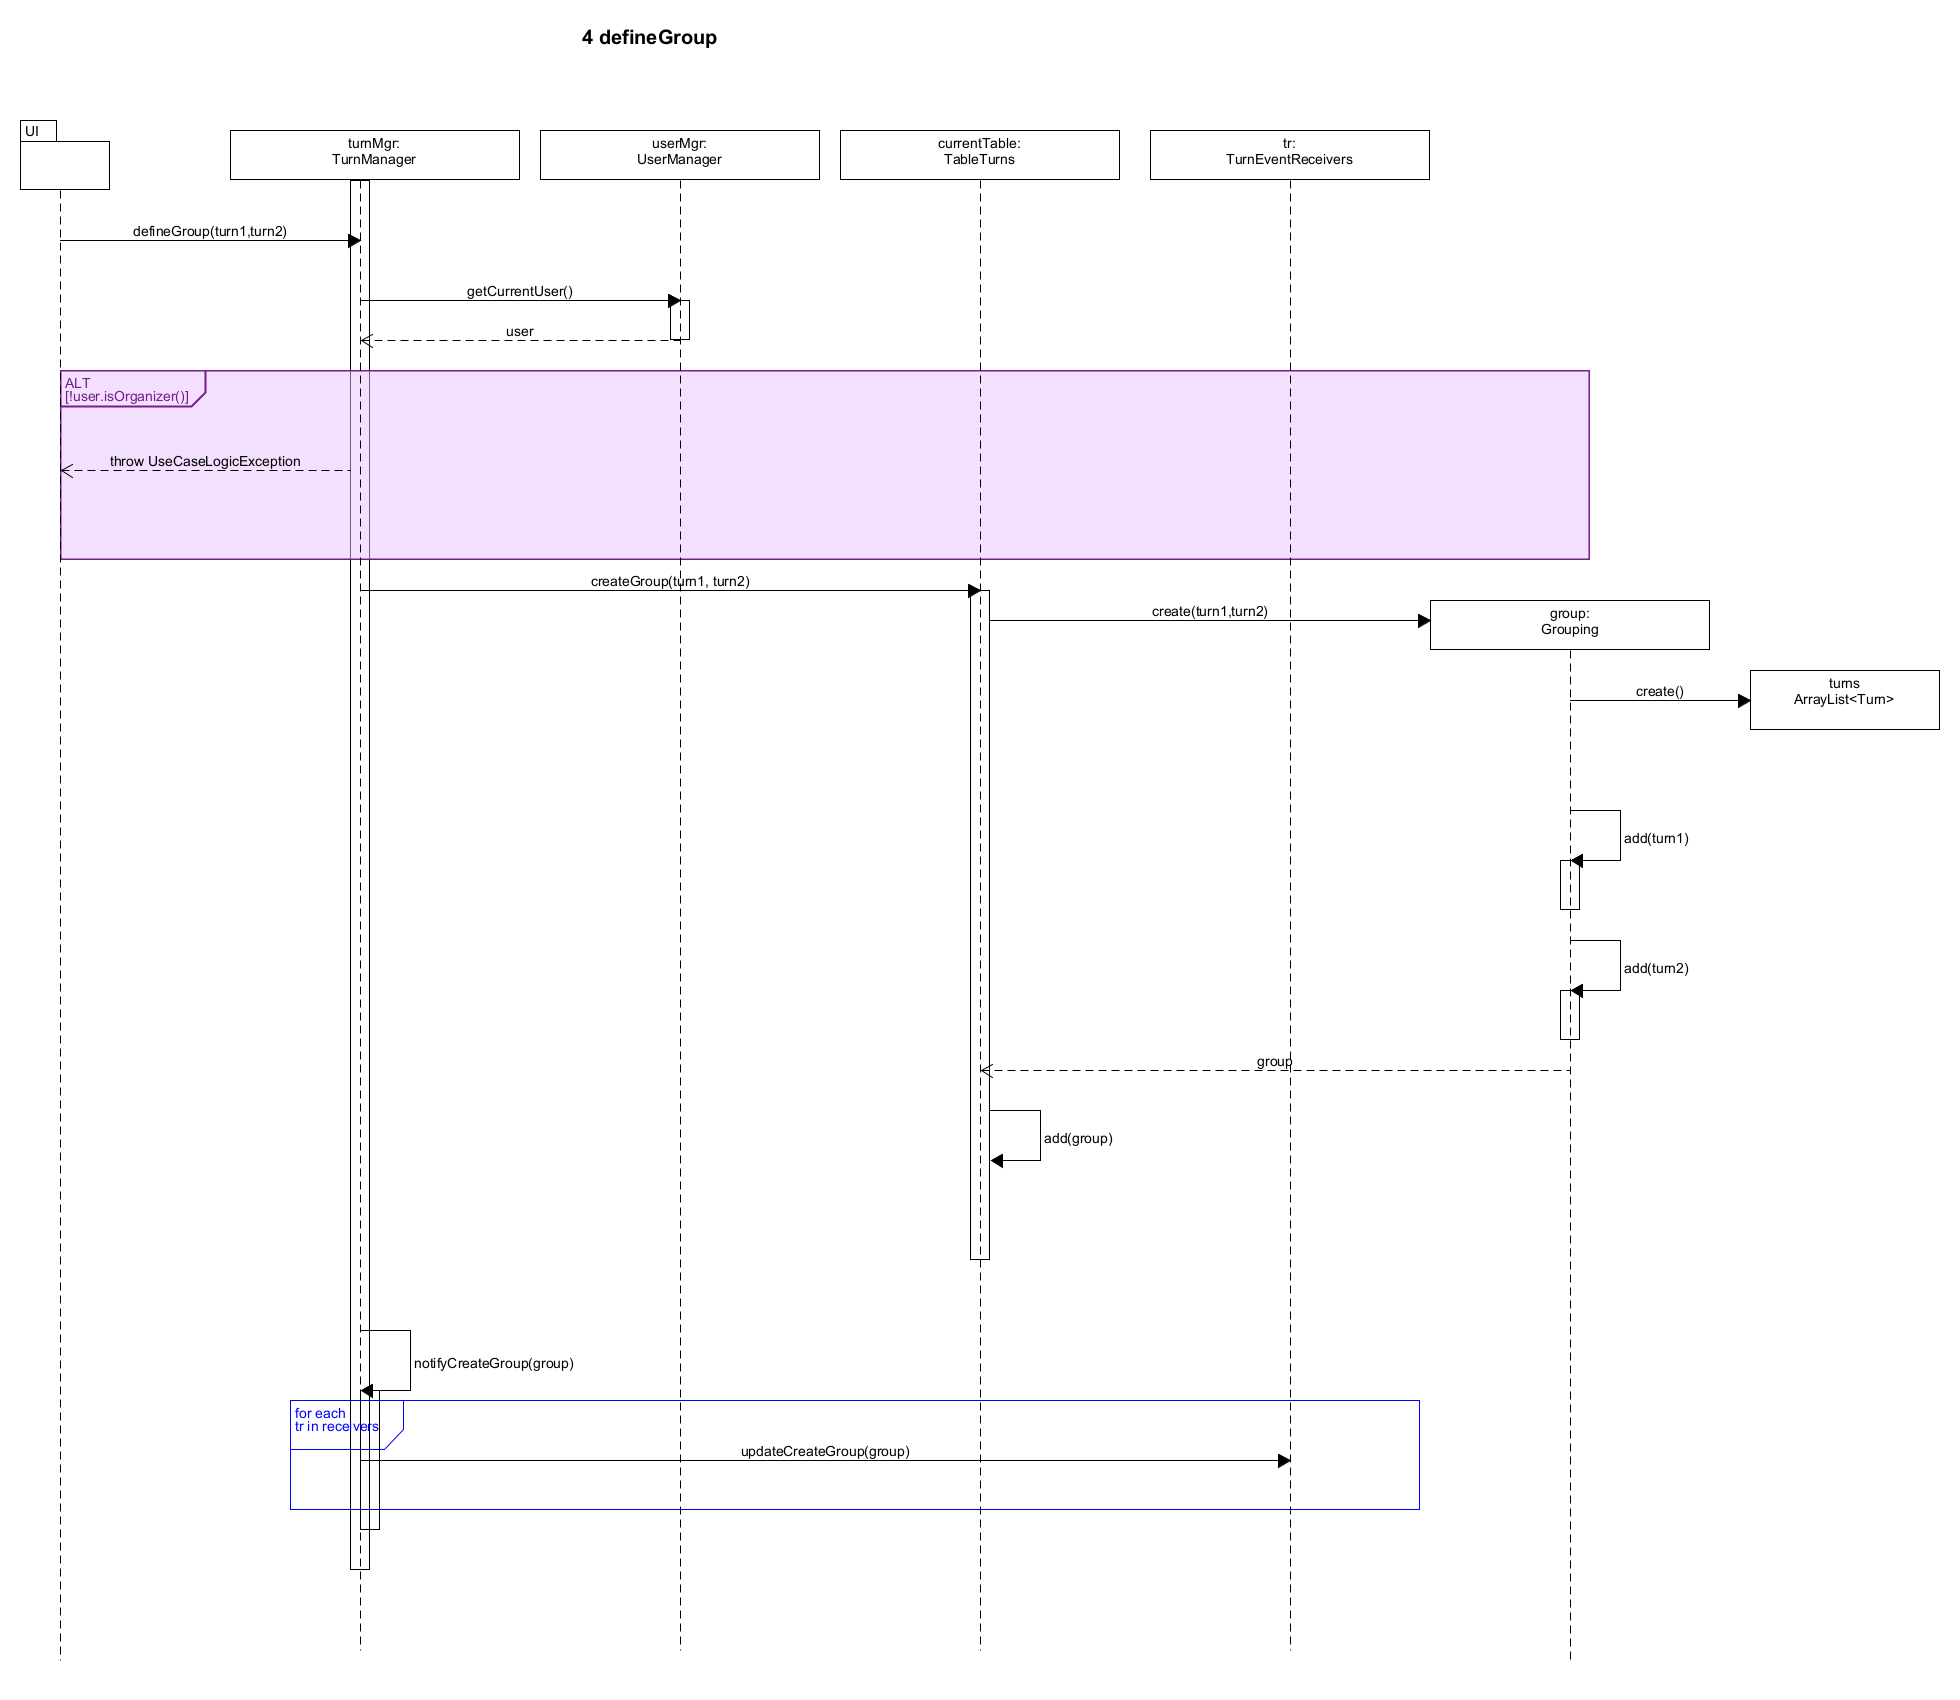 4 defineGroup
UI
turnMgr:
TurnManager
userMgr:
UserManager
currentTable:
TableTurns
tr:
TurnEventReceivers
defineGroup(turn1,turn2)
getCurrentUser()
user
ALT
[!user.isOrganizer()]
throw UseCaseLogicException
createGroup(turn1, turn2)
create(turn1,turn2)
group:
Grouping
create()
turns
ArrayList<Turn>
add(turn1)
add(turn2)
group
add(group)
notifyCreateGroup(group)
for each
tr in receivers
updateCreateGroup(group)